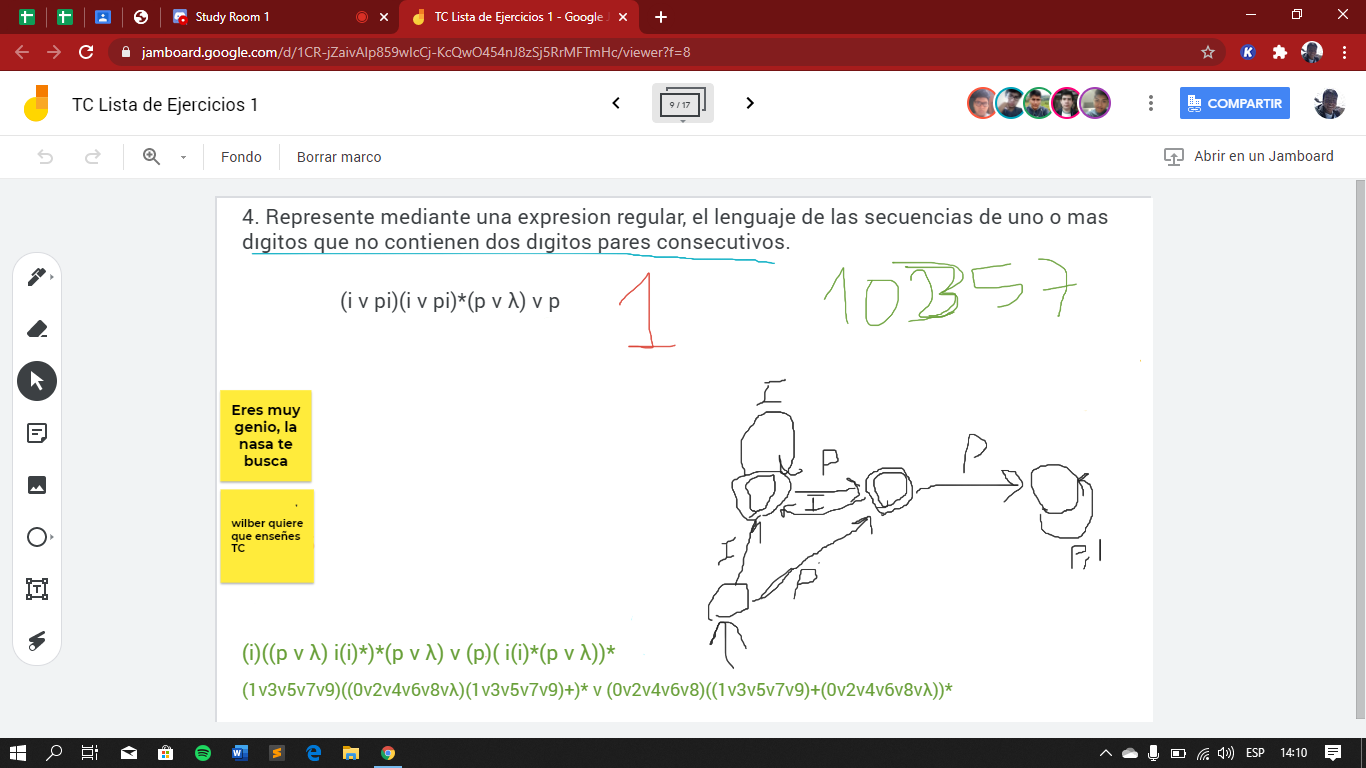 Study Room 1
TC Lista de Ejercicios 1 - Google J
jamboard.google.com/d/1CR-jZaivAlp859wIcCj-KcQwO454nJ8zSj5RrMFTmHc/viewer?f=8
TC Lista de Ejercicios 1
9 / 17
COMPARTIR
Fondo
Borrar marco
Abrir en un Jamboard
4. Represente mediante una expresion regular, el lenguaje de las secuencias de uno o mas
dıgitos que no contienen dos dıgitos pares consecutivos.
(i v pi)(i v pi)*(p v λ) v p
1
Eres muy
genio, la
nasa te
busca
wilber quiere
que enseñes
TC
I
P
P
I
I
P
(i)((p v λ) i(i)*)*(p v λ) v (p)( i(i)*(p v λ))*
(1v3v5v7v9)((0v2v4v6v8vλ)(1v3v5v7v9)+)* v (0v2v4v6v8)((1v3v5v7v9)+(0v2v4v6v8vλ))*
ESP
14:10